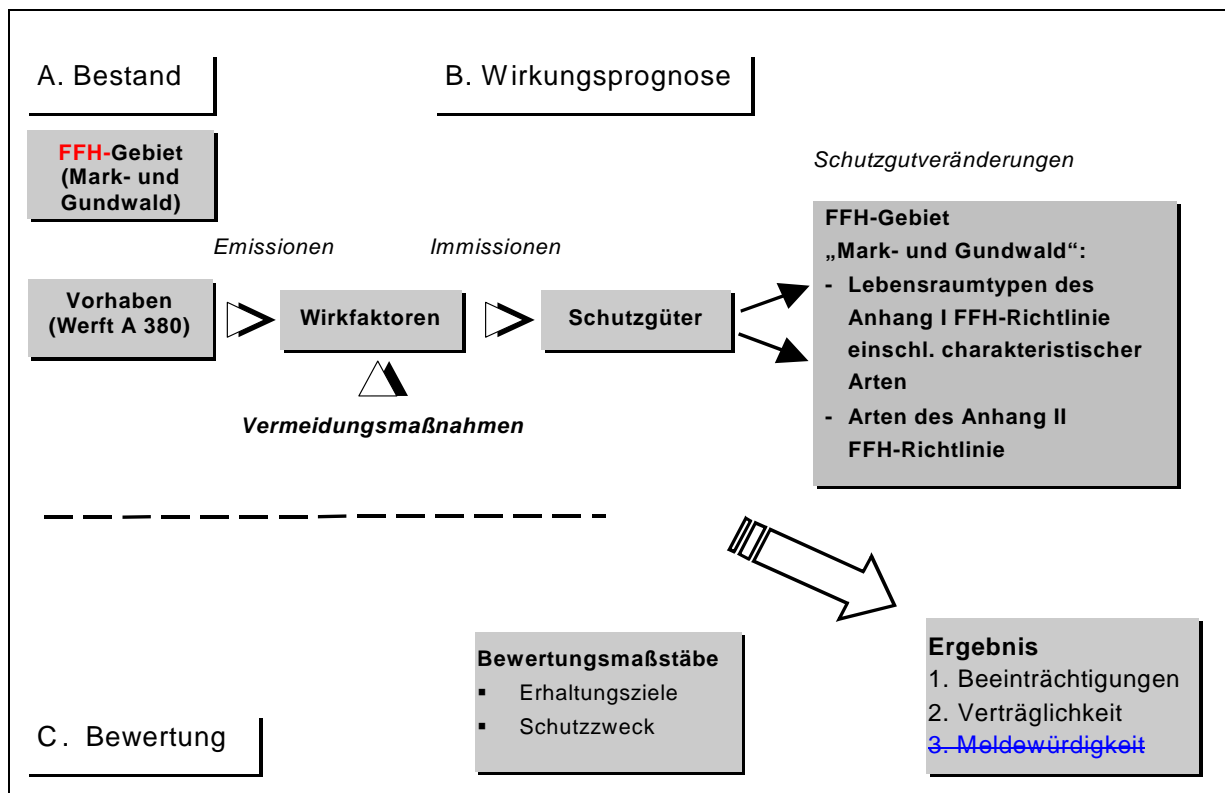 A. Bestand
B. Wirkungsprognose
FFH-Gebiet
(Mark- und
Gundwald)
Schutzgutveränderungen
Emissionen
Immissionen
Vorhaben
(Werft A 380)
Wirkfaktoren
Schutzgüter
FFH-Gebiet
„Mark- und Gundwald“:
- Lebensraumtypen des
Anhang I FFH-Richtlinie
einschl. charakteristischer
Arten
- Arten des Anhang II
FFH-Richtlinie
Vermeidungsmaßnahmen
Bewertungsmaßstäbe
▪ Erhaltungsziele
▪ Schutzzweck
Ergebnis
1. Beeinträchtigungen
2. Verträglichkeit
3. Meldewürdigkeit
C. Bewertung